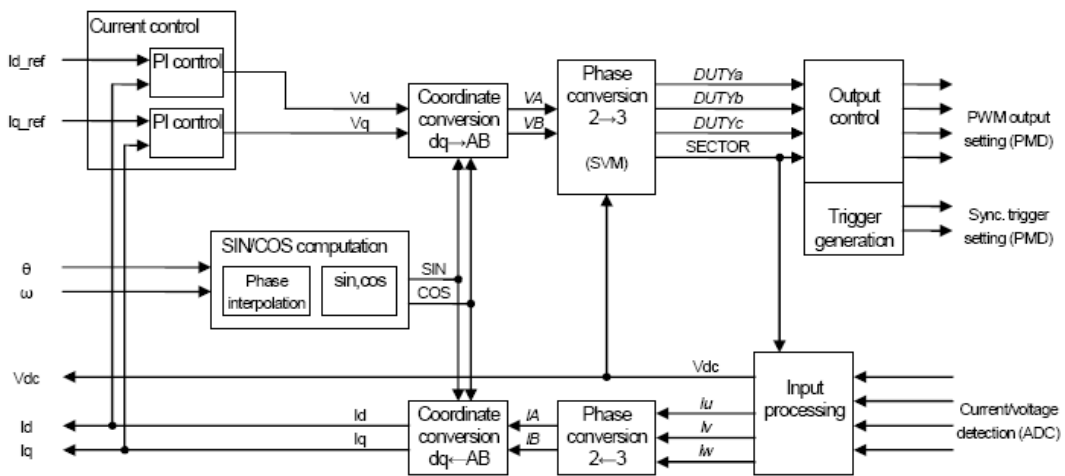 Current control
Id_ref
PI control
Iq_ref
PI control
Vd
Vq
Coordinate
conversion
dq→AB
VA
VB
Phase
conversion
2→3
(SVM)
DUTYa
DUTYb
DUTYc
SECTOR
Output
control
PWM output
setting (PMD)
Trigger
generation
Sync. trigger
setting (PMD)
SIN/COS computation
θ
ω
Phase
interpolation
sin,cos
SIN
COS
Vdc
Vdc
Input
processing
Current/voltage
detection (ADC)
Id
Iq
Id
Iq
Coordinate
conversion
dq←AB
IA
IB
Phase
conversion
2←3
Iu
Iv
Iw